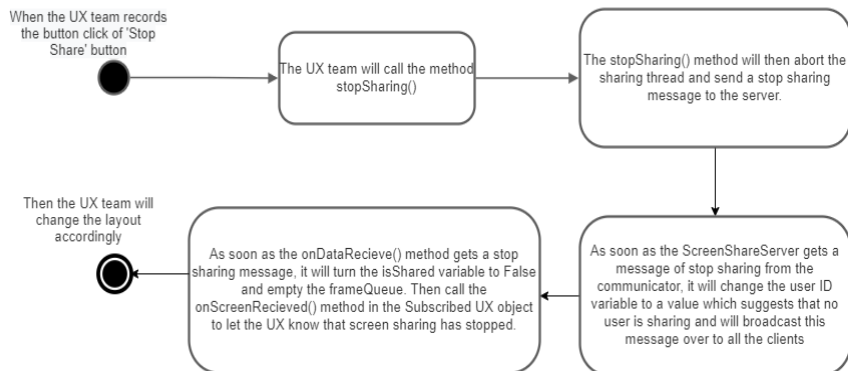 When the UX team records
the button click of 'Stop
Share' button
The UX team will call the method
stopSharing()
The stopSharing() method will then abort the
sharing thread and send a stop sharing
message to the server.
As soon as the ScreenShareServer gets a
message of stop sharing from the
communicator, it will change the user ID
variable to a value which suggests that no
user is sharing and will broadcast this
message over to all the clients
As soon as the onDataRecieve() method gets a stop
sharing message, it will turn the isShared variable to False
and empty the frameQueue. Then call the
onScreenRecieved() method in the Subscribed UX object
to let the UX know that screen sharing has stopped.
Then the UX team will
change the layout
accordingly